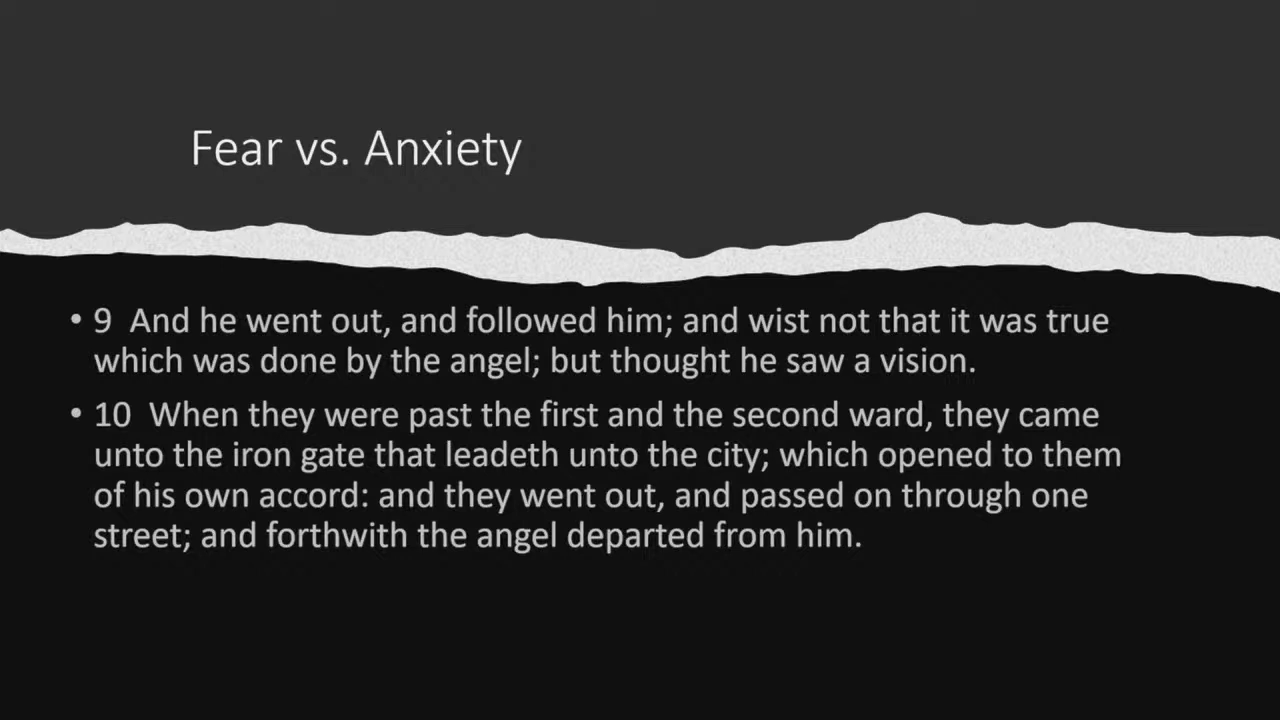 Fear vs. Anxiety
• 9  And he went out, and followed him; and wist not that it was true
which was done by the angel; but thought he saw a vision.
• 10  When they were past the first and the second ward, they came
unto the iron gate that leadeth unto the city; which opened to them
of his own accord: and they went out, and passed on through one
street; and forthwith the angel departed from him.